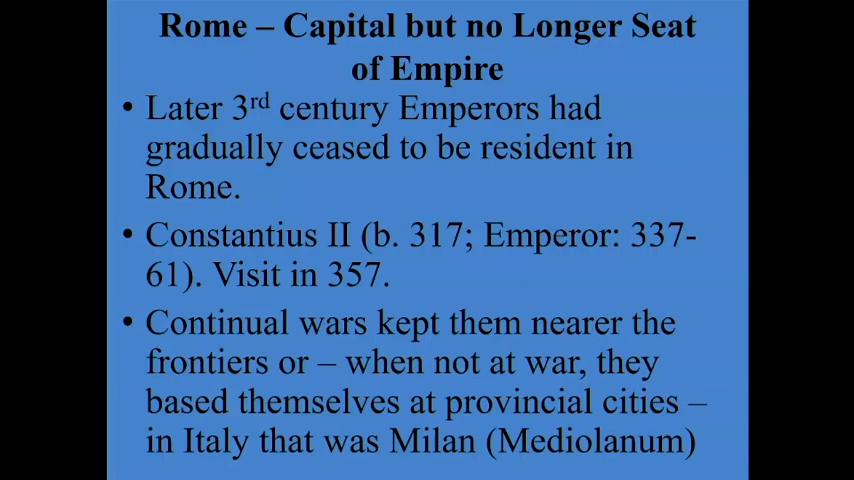 Rome – Capital but no Longer Seat
of Empire
• Later 3rd century Emperors had
gradually ceased to be resident in
Rome.
• Constantius II (b. 317; Emperor: 337-
61). Visit in 357.
• Continual wars kept them nearer the
frontiers or – when not at war, they
based themselves at provincial cities –
in Italy that was Milan (Mediolanum)